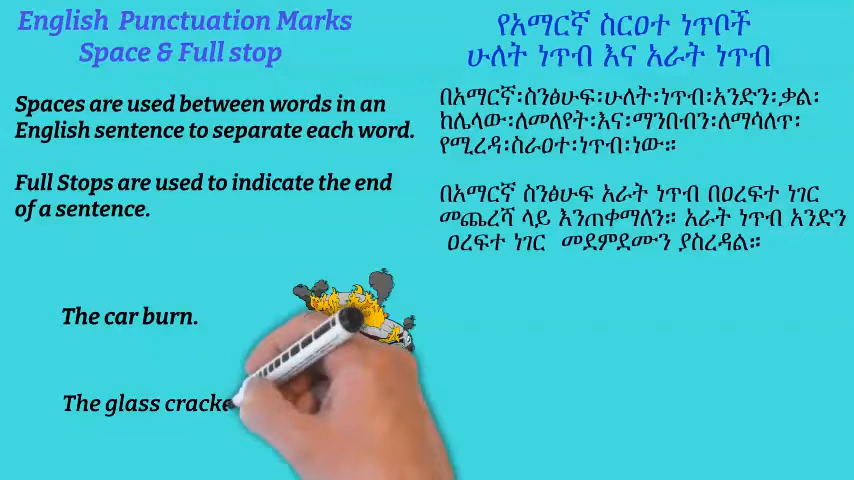 English Punctuation Marks
Space & Full stop
Spaces are used between words in an
English sentence to separate each word.
Full Stops are used to indicate the end
of a sentence.
The car burn.
The glass cracke
የአማርኛ ስርዐተ ነጥቦች
ሁለት ነጥብ እና አራት ነጥብ
በአማርኛ፡ስንፅሁፍ፡ሁለት፡ነጥብ፡አንድን፡ቃል፡
ከሌላው፡ለመለየት፡እና፡ማንበብን፡ለማሳለጥ፡
የሚረዳ፡ስራዐተ፡ነጥብ፡ነው።
በአማርኛ ስንፅሁፍ አራት ነጥብ በዐረፍተ ነገር
መጨረሻ ላይ እንጠቀማለን። አራት ነጥብ አንድን
ዐረፍተ ነገር መደምደሙን ያስረዳል።